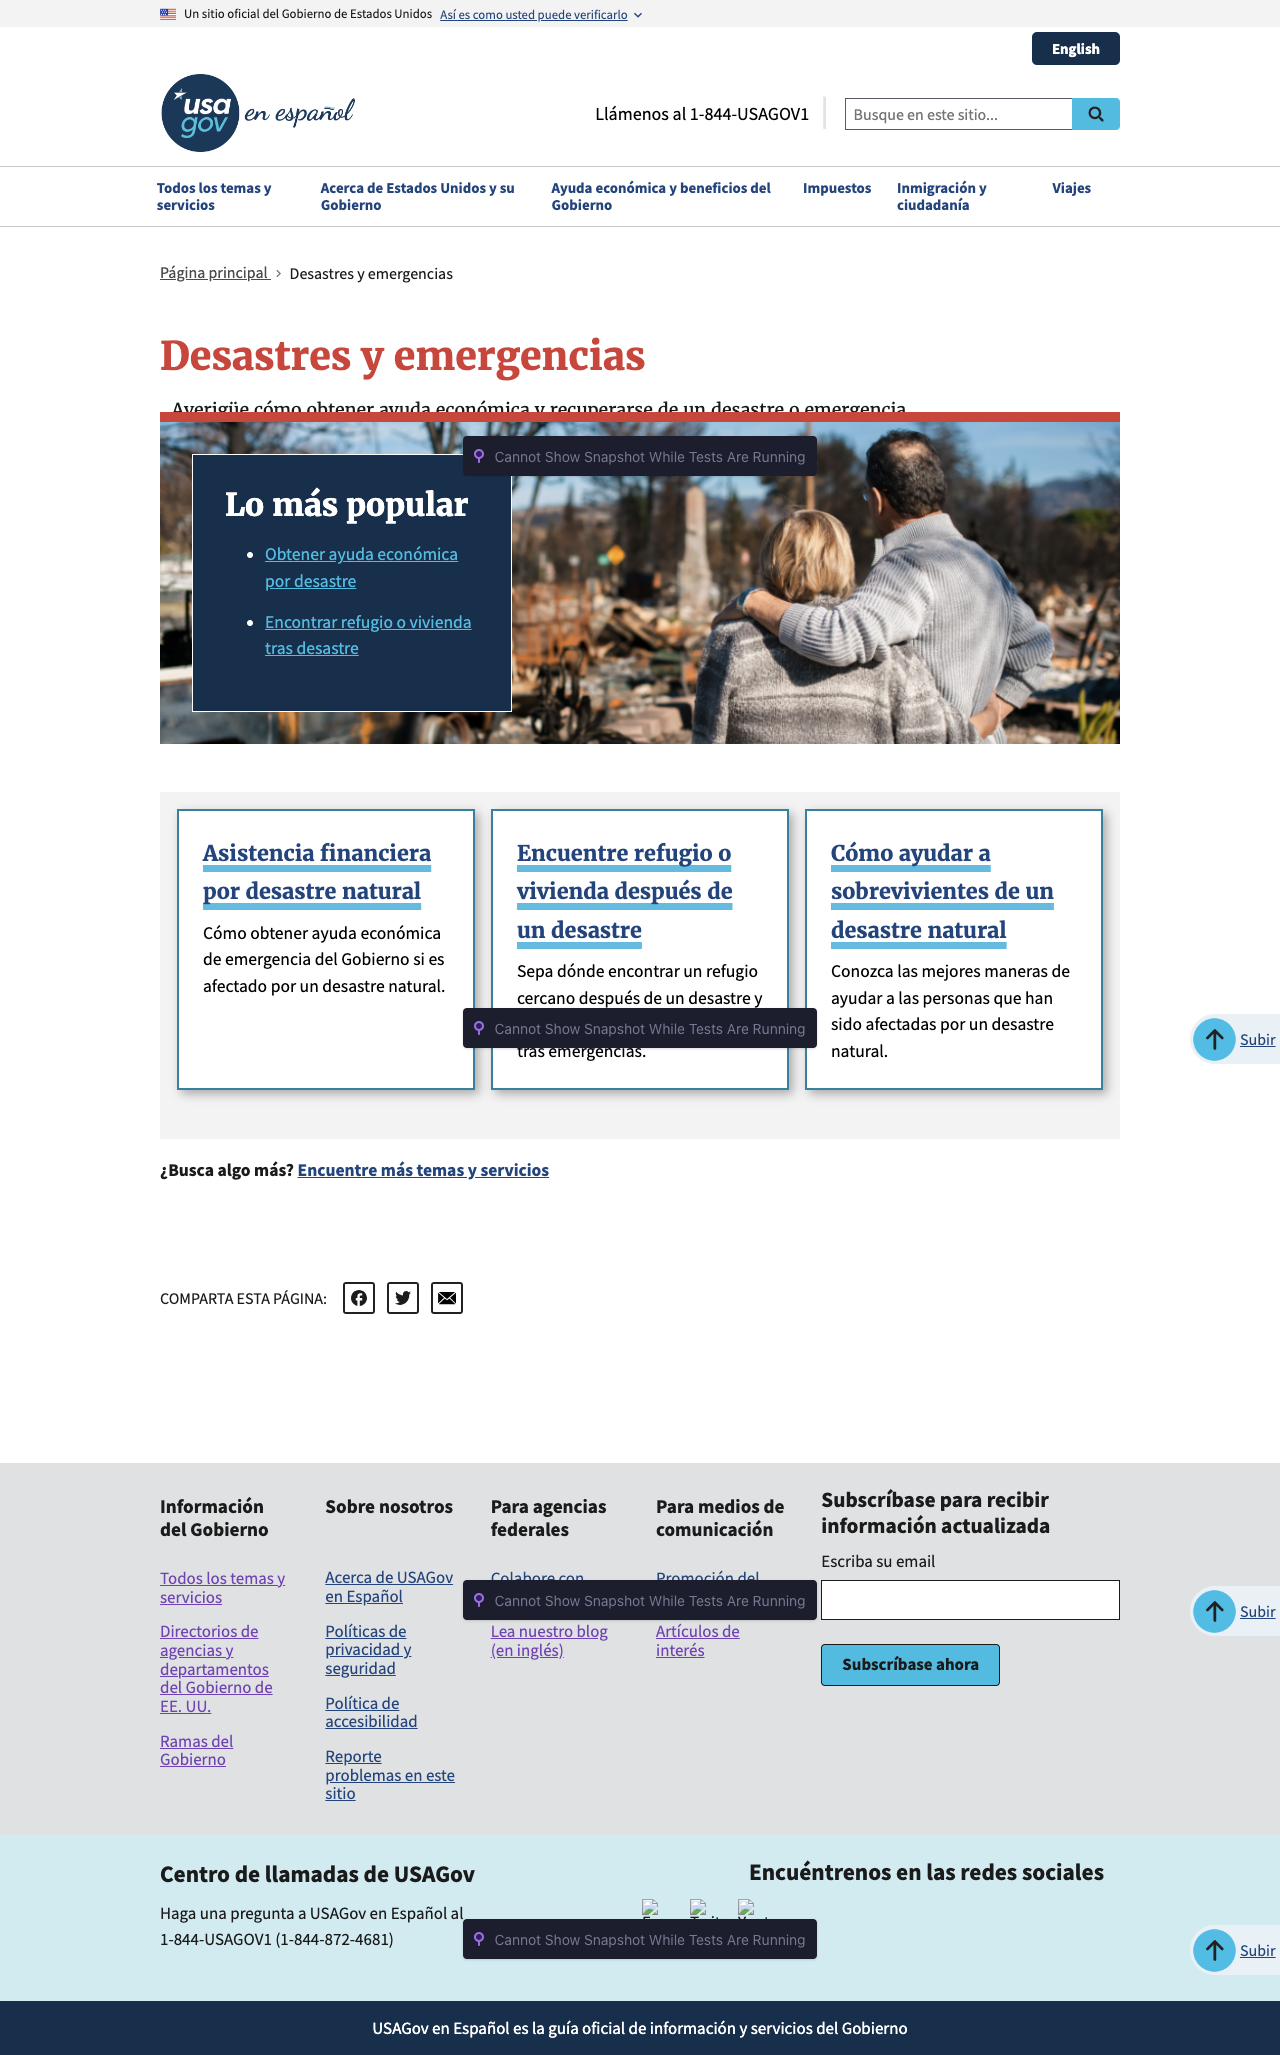 Un sitio oficial del Gobierno de Estados Unidos Así es como usted puede verificarlo
English
usa
gov
en español
Llámenos al 1-844-USAGOV1
Busque en este sitio...
Todos los temas y
servicios
Acerca de Estados Unidos y su
Gobierno
Ayuda económica y beneficios del
Gobierno
Impuestos
Inmigración y
ciudadanía
Viajes
Página principal
Desastres y emergencias
Desastres y emergencias
Averigüe cómo obtener ayuda económica y recuperarse de un desastre o emergencia
Cannot Show Snapshot While Tests Are Running
Lo más popular
Obtener ayuda económica
por desastre
Encontrar refugio o vivienda
tras desastre
Asistencia financiera
por desastre natural
Cómo obtener ayuda económica
de emergencia del Gobierno si es
afectado por un desastre natural.
Encuentre refugio o
vivienda después de
un desastre
Sepa dónde encontrar un refugio
cercano después de un desastre y
Cannot Show Snapshot While Tests Are Running
tras emergencias.
Cómo ayudar a
sobrevivientes de un
desastre natural
Conozca las mejores maneras de
ayudar a las personas que han
sido afectadas por un desastre
natural.
Subir
¿Busca algo más? Encuentre más temas y servicios
COMPARTA ESTA PÁGINA:
Información
del Gobierno
Todos los temas y
servicios
Directorios de
agencias y
departamentos
del Gobierno de
EE. UU.
Ramas del
Gobierno
Sobre nosotros
Acerca de USAGov
en Español
Políticas de
privacidad y
seguridad
Política de
accesibilidad
Reporte
problemas en este
sitio
Para agencias
federales
Colabore con
Cannot Show Snapshot While Tests Are Running
Lea nuestro blog
(en inglés)
Para medios de
comunicación
Promoción del
Artículos de
interés
Subscríbase para recibir
información actualizada
Escriba su email
Subscríbase ahora
Subir
Centro de llamadas de USAGov
Haga una pregunta a USAGov en Español al
1-844-USAGOV1 (1-844-872-4681)
Encuéntrenos en las redes sociales
Cannot Show Snapshot While Tests Are Running
Subir
USAGov en Español es la guía oficial de información y servicios del Gobierno